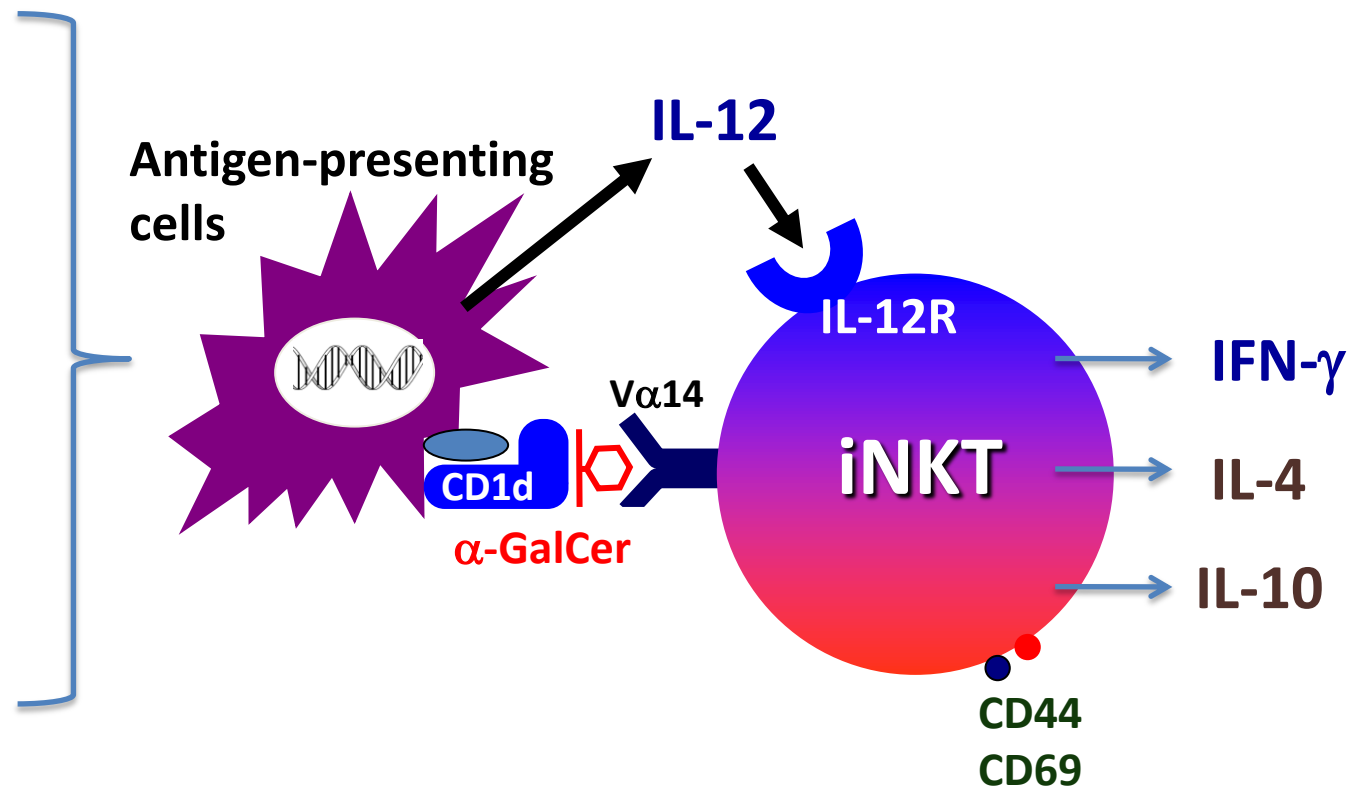 IL-12
Antigen-presenting
cells
IL-12R
IFN-γ
Vα14
iNKT
CD1d
IL-4
α-GalCer
IL-10
CD44
CD69